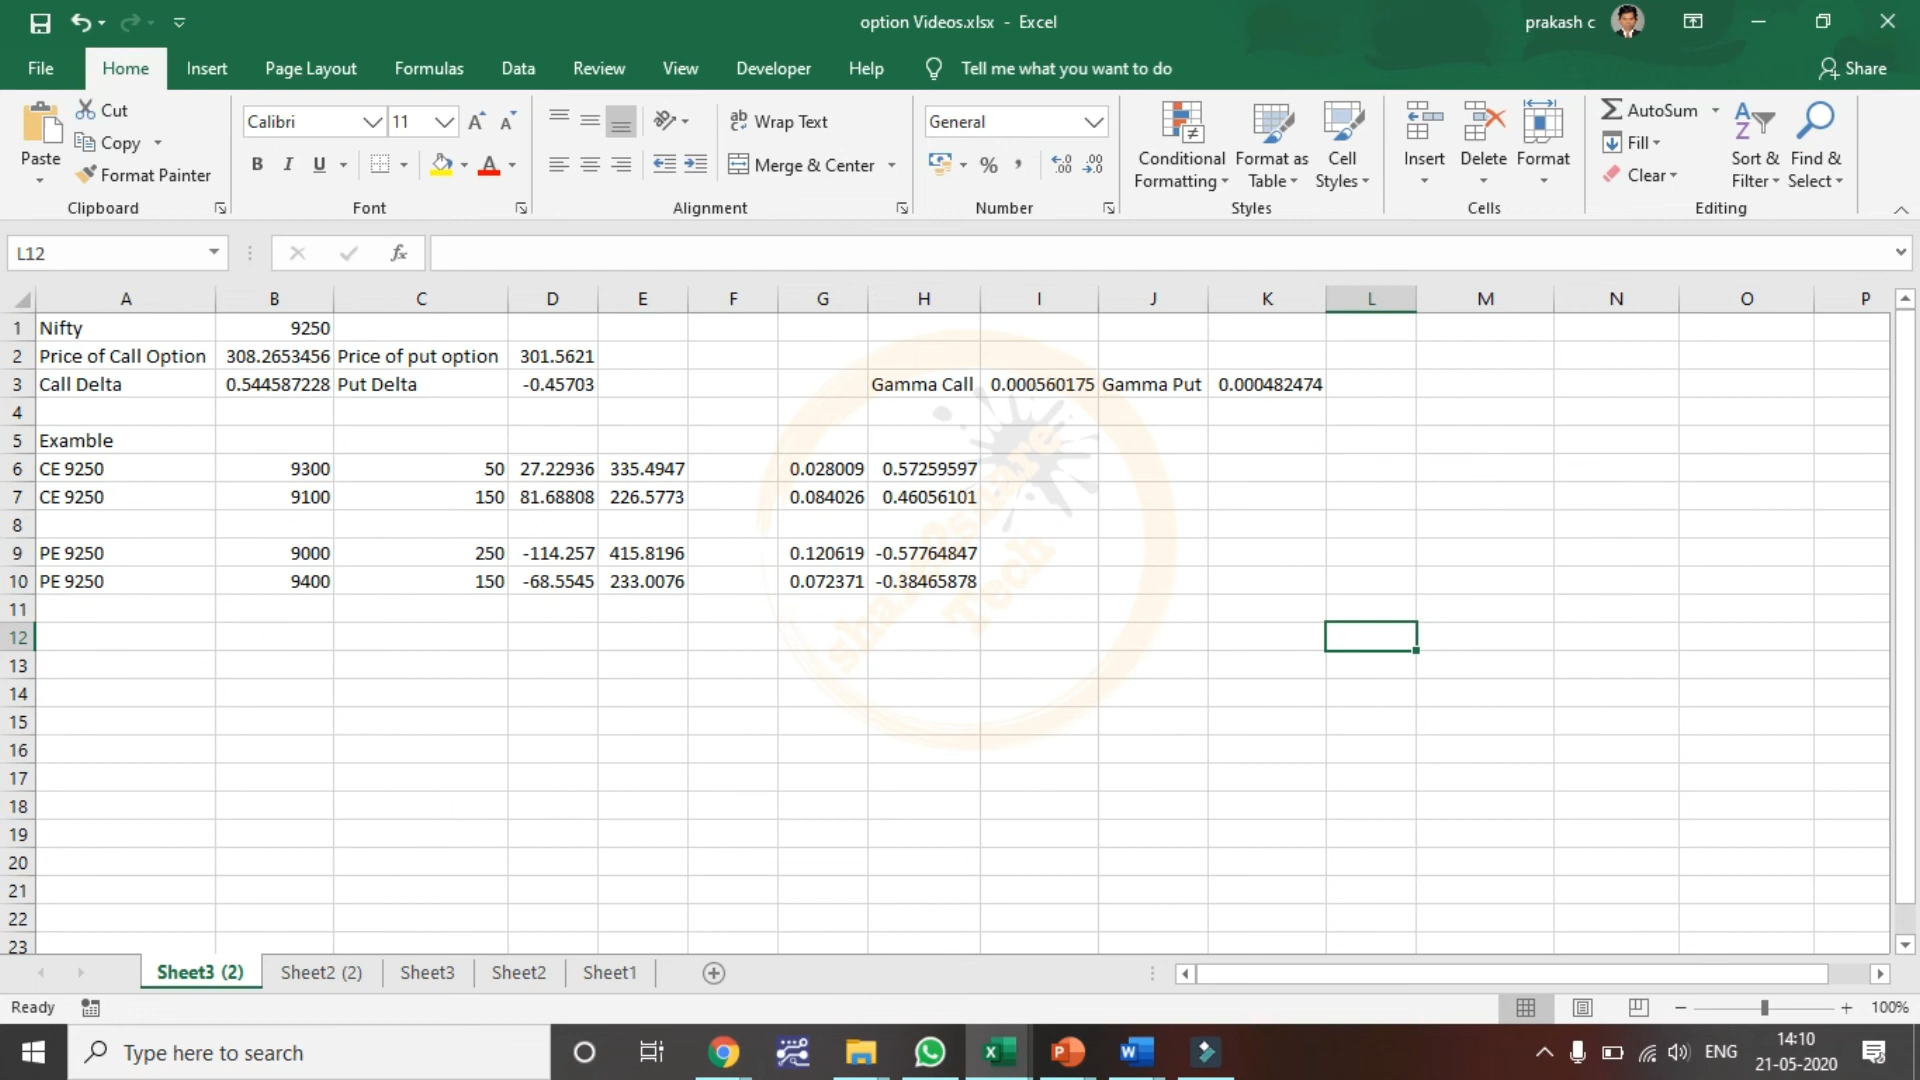 option Videos.xlsx - Excel
prakash c
File Home Insert Page Layout Formulas Data Review View Developer Help Tell me what you want to do Share
Paste
Cut
Copy
Format Painter
Clipboard
Calibri 11
B I U
Font
Wrap Text
Merge & Center
Alignment
General
Number
Conditional Formatting
Format as Table
Cell Styles
Styles
Insert Delete Format
Cells
AutoSum
Fill
Clear
Sort & Filter
Find & Select
Editing
L12 fx
A B C D E F G H I J K L M N O P
1 Nifty 9250
2 Price of Call Option 308.2653456 Price of put option 301.5621
3 Call Delta 0.544587228 Put Delta -0.45703 Gamma Call 0.000560175 Gamma Put 0.000482474
4
5 Examble
6 CE 9250 9300 50 27.22936 335.4947 0.028009 0.57259597
7 CE 9250 9100 150 81.68808 226.5773 0.084026 0.46056101
8
9 PE 9250 9000 250 -114.257 415.8196 0.120619 -0.57764847
10 PE 9250 9400 150 -68.5545 233.0076 0.072371 -0.38465878
11
12
13
14
15
16
17
18
19
20
21
22
23
share2share
Tech
Sheet3 (2) Sheet2 (2) Sheet3 Sheet2 Sheet1
Ready 100%
Type here to search
ENG
14:10
21-05-2020